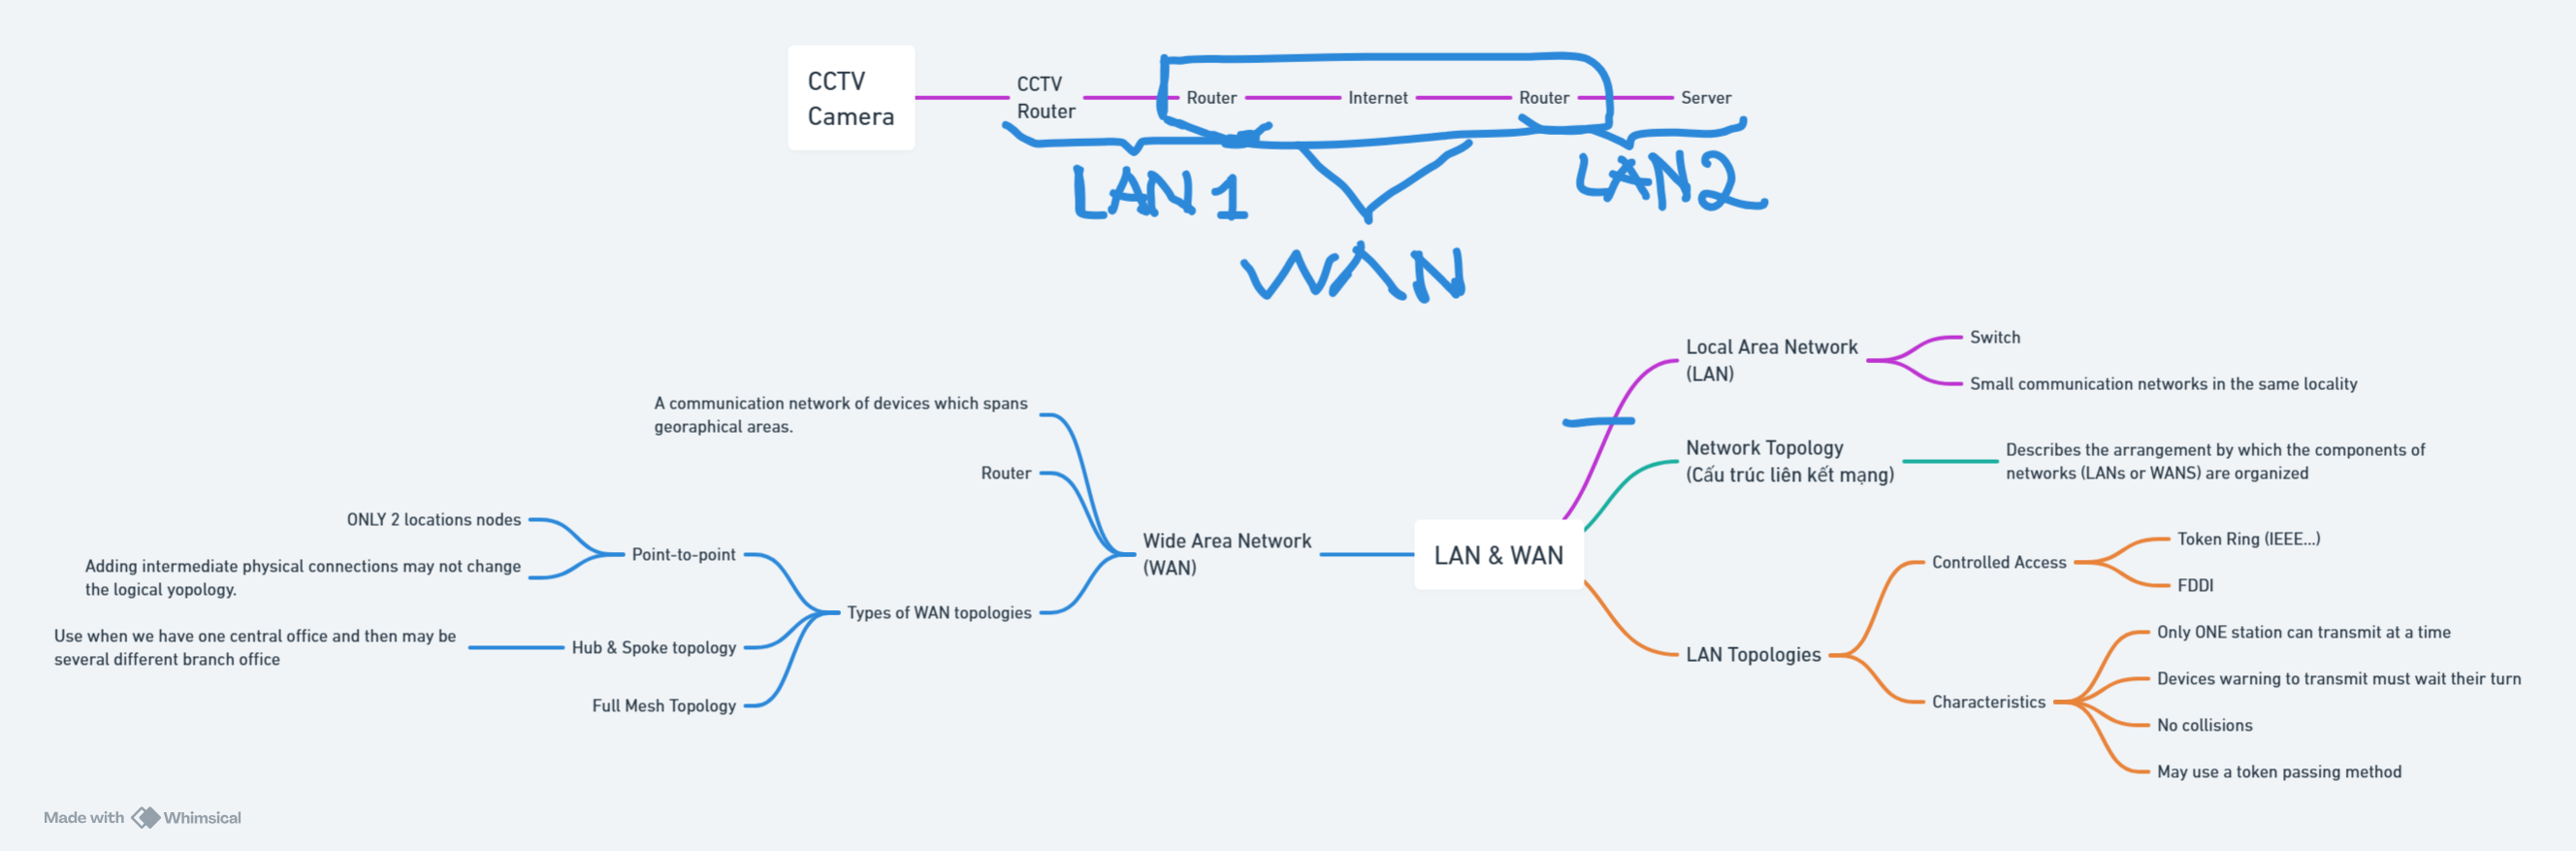 CCTV
Camera
CCTV
Router
Router
Internet
Router
Server
LAN 1
LAN 2
WAN
Local Area Network
(LAN)
Switch
Small communication networks in the same locality
Network Topology
(Cấu trúc liên kết mạng)
Describes the arrangement by which the components of
networks (LANs or WANS) are organized
LAN & WAN
LAN Topologies
Controlled Access
Token Ring (IEEE...)
FDDI
Characteristics
Only ONE station can transmit at a time
Devices warning to transmit must wait their turn
No collisions
May use a token passing method
Wide Area Network
(WAN)
A communication network of devices which spans
georaphical areas.
Router
Types of WAN topologies
Point-to-point
ONLY 2 locations nodes
Adding intermediate physical connections may not change
the logical yopology.
Hub & Spoke topology
Use when we have one central office and then may be
several different branch office
Full Mesh Topology
Made with Whimsical